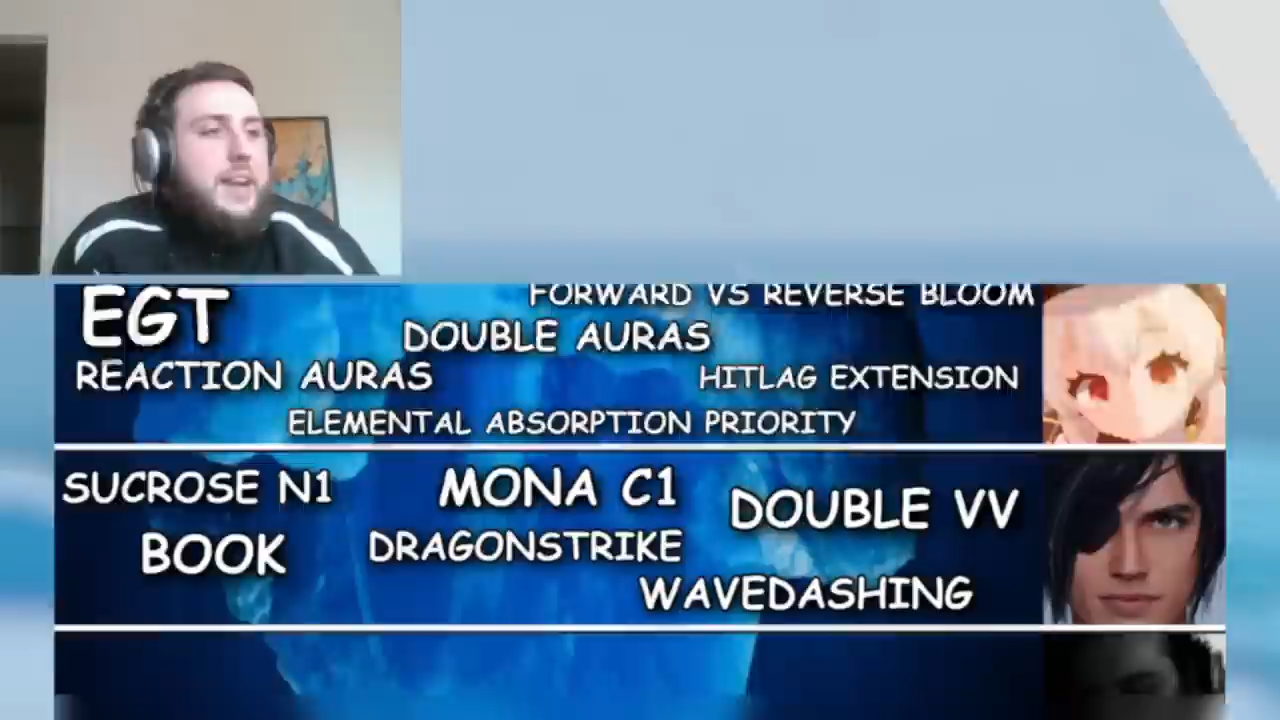 EGT
FORWARD VS REVERSE BLOOM
DOUBLE AURAS
REACTION AURAS
HITLAG EXTENSION
ELEMENTAL ABSORPTION PRIORITY
SUCROSE N1
MONA C1
DOUBLE VV
BOOK
DRAGONSTRIKE
WAVEDASHING